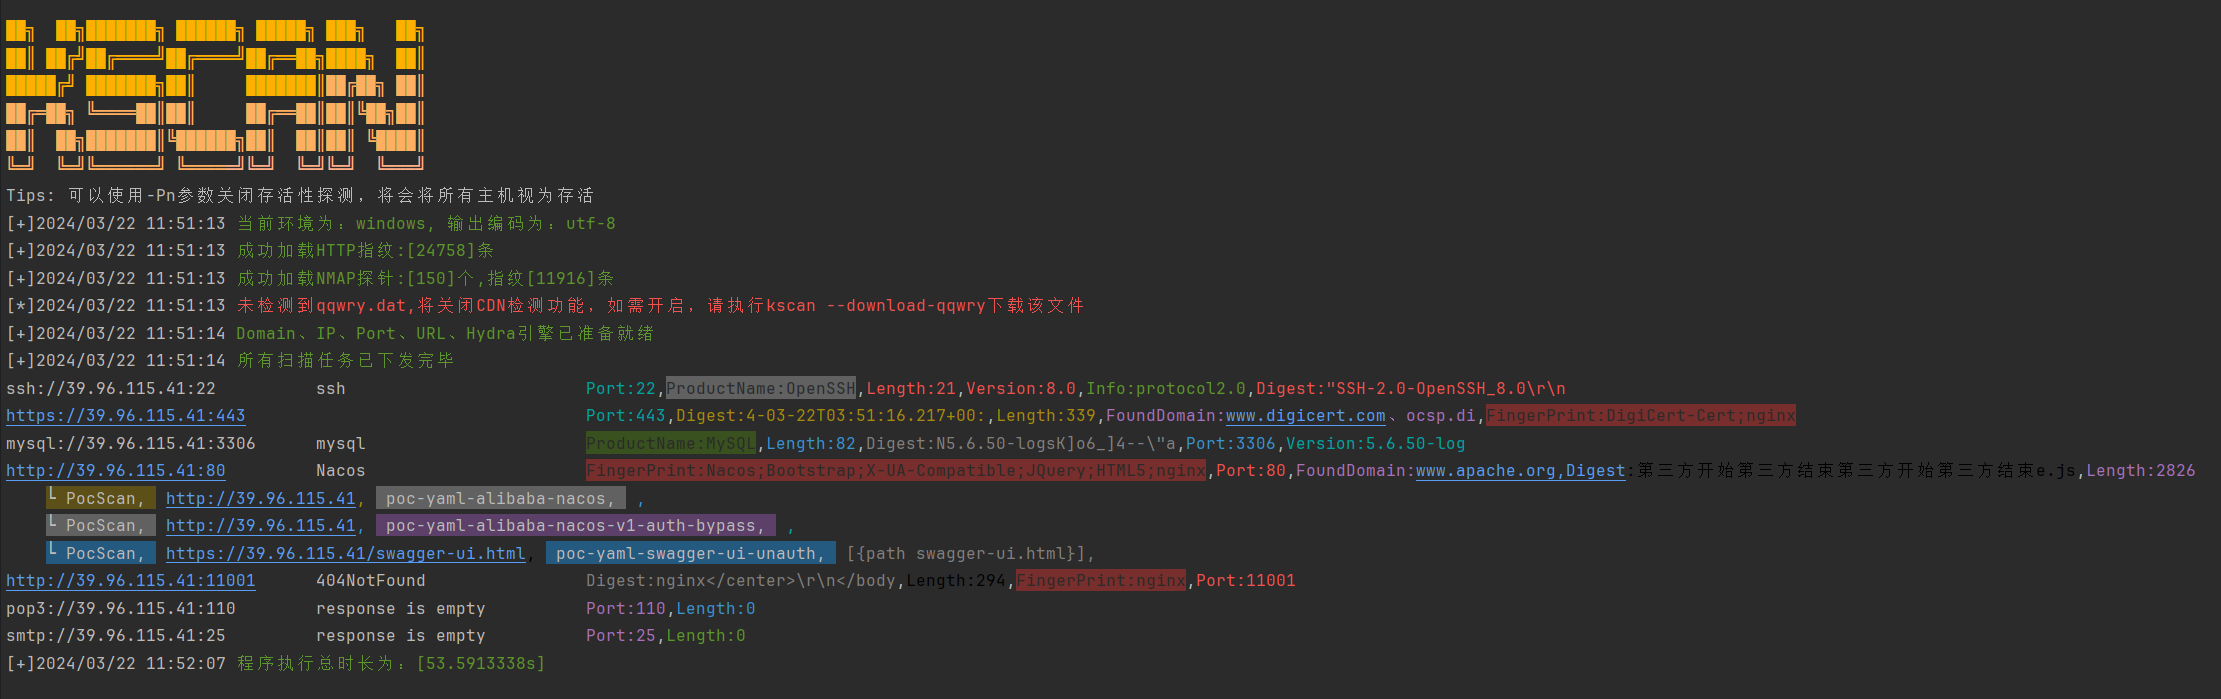 KSCAN
Tips: 可以使用-Pn参数关闭存活性探测，将会将所有主机视为存活
[+]2024/03/22 11:51:13 当前环境为：windows, 输出编码为：utf-8
[+]2024/03/22 11:51:13 成功加载HTTP指纹:[24758]条
[+]2024/03/22 11:51:13 成功加载NMAP探针:[150]个,指纹[11916]条
[*]2024/03/22 11:51:13 未检测到qqwry.dat,将关闭CDN检测功能，如需开启，请执行kscan --download-qqwry下载该文件
[+]2024/03/22 11:51:14 Domain、IP、Port、URL、Hydra引擎已准备就绪
[+]2024/03/22 11:51:14 所有扫描任务已下发完毕
ssh://39.96.115.41:22 ssh Port:22,ProductName:OpenSSH,Length:21,Version:8.0,Info:protocol2.0,Digest:"SSH-2.0-OpenSSH_8.0\r\n
https://39.96.115.41:443 Port:443,Digest:4-03-22T03:51:16.217+00:,Length:339,FoundDomain:www.digicert.com、ocsp.di,FingerPrint:DigiCert-Cert;nginx
mysql://39.96.115.41:3306 mysql ProductName:MySQL,Length:82,Digest:N5.6.50-logsK]o6_]4--\"a,Port:3306,Version:5.6.50-log
http://39.96.115.41:80 Nacos FingerPrint:Nacos;Bootstrap;X-UA-Compatible;JQuery;HTML5;nginx,Port:80,FoundDomain:www.apache.org,Digest:第三方开始第三方结束第三方开始第三方结束e.js,Length:2826
└ PocScan, http://39.96.115.41, poc-yaml-alibaba-nacos, ,
└ PocScan, http://39.96.115.41, poc-yaml-alibaba-nacos-v1-auth-bypass, ,
└ PocScan, https://39.96.115.41/swagger-ui.html, poc-yaml-swagger-ui-unauth, [{path swagger-ui.html}],
http://39.96.115.41:11001 404NotFound Digest:nginx</center>\r\n</body,Length:294,FingerPrint:nginx,Port:11001
pop3://39.96.115.41:110 response is empty Port:110,Length:0
smtp://39.96.115.41:25 response is empty Port:25,Length:0
[+]2024/03/22 11:52:07 程序执行总时长为：[53.5913338s]